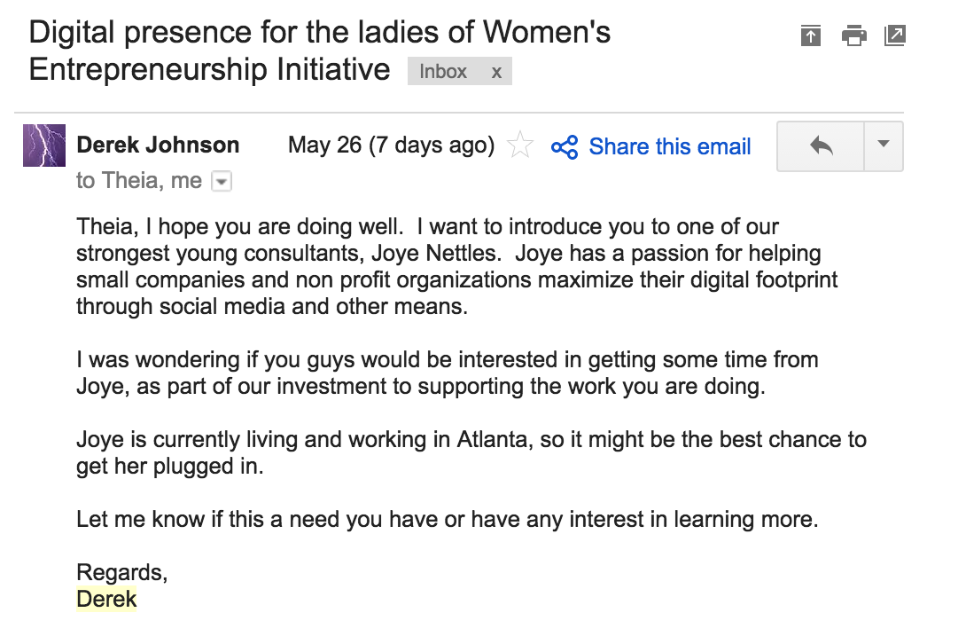 Digital presence for the ladies of Women's
Entrepreneurship Initiative Inbox x
Derek Johnson May 26 (7 days ago) Share this email
to Theia, me
Theia, I hope you are doing well.  I want to introduce you to one of our
strongest young consultants, Joye Nettles.  Joye has a passion for helping
small companies and non profit organizations maximize their digital footprint
through social media and other means.
I was wondering if you guys would be interested in getting some time from
Joye, as part of our investment to supporting the work you are doing.
Joye is currently living and working in Atlanta, so it might be the best chance to
get her plugged in.
Let me know if this a need you have or have any interest in learning more.
Regards,
Derek